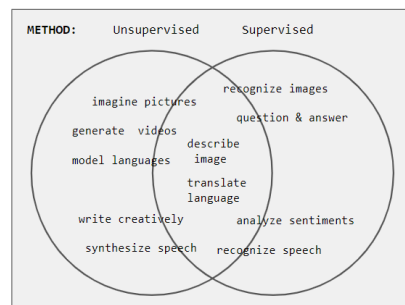 METHOD: Unsupervised Supervised
recognize images
imagine pictures
question & answer
generate videos
describe
image
model languages
translate
language
write creatively
analyze sentiments
synthesize speech
recognize speech